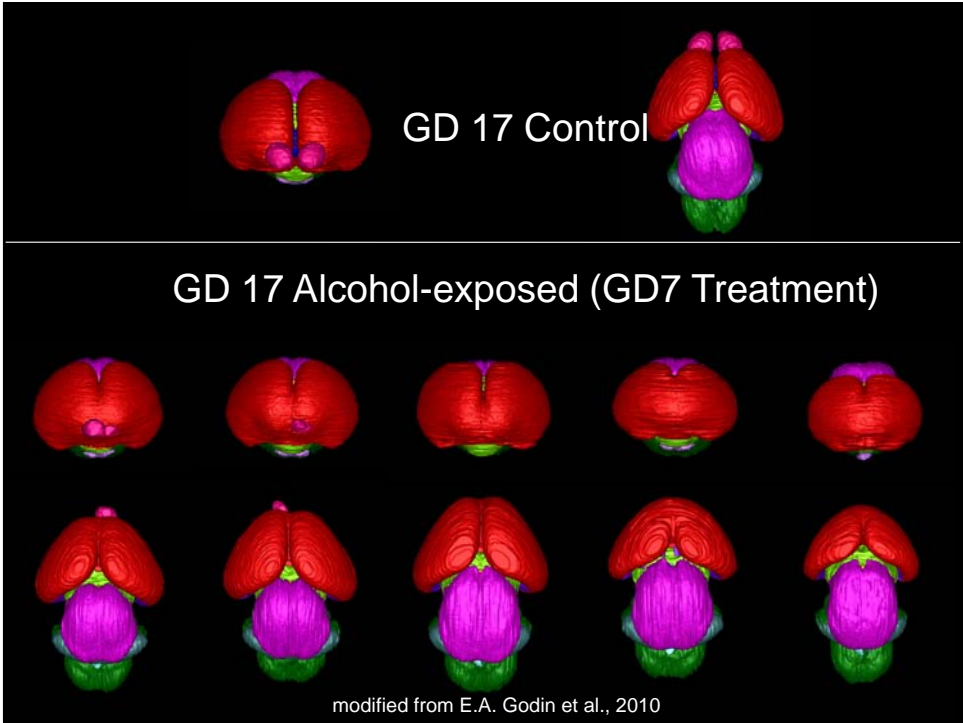 GD 17 Control
GD 17 Alcohol-exposed (GD7 Treatment)
modified from E.A. Godin et al., 2010